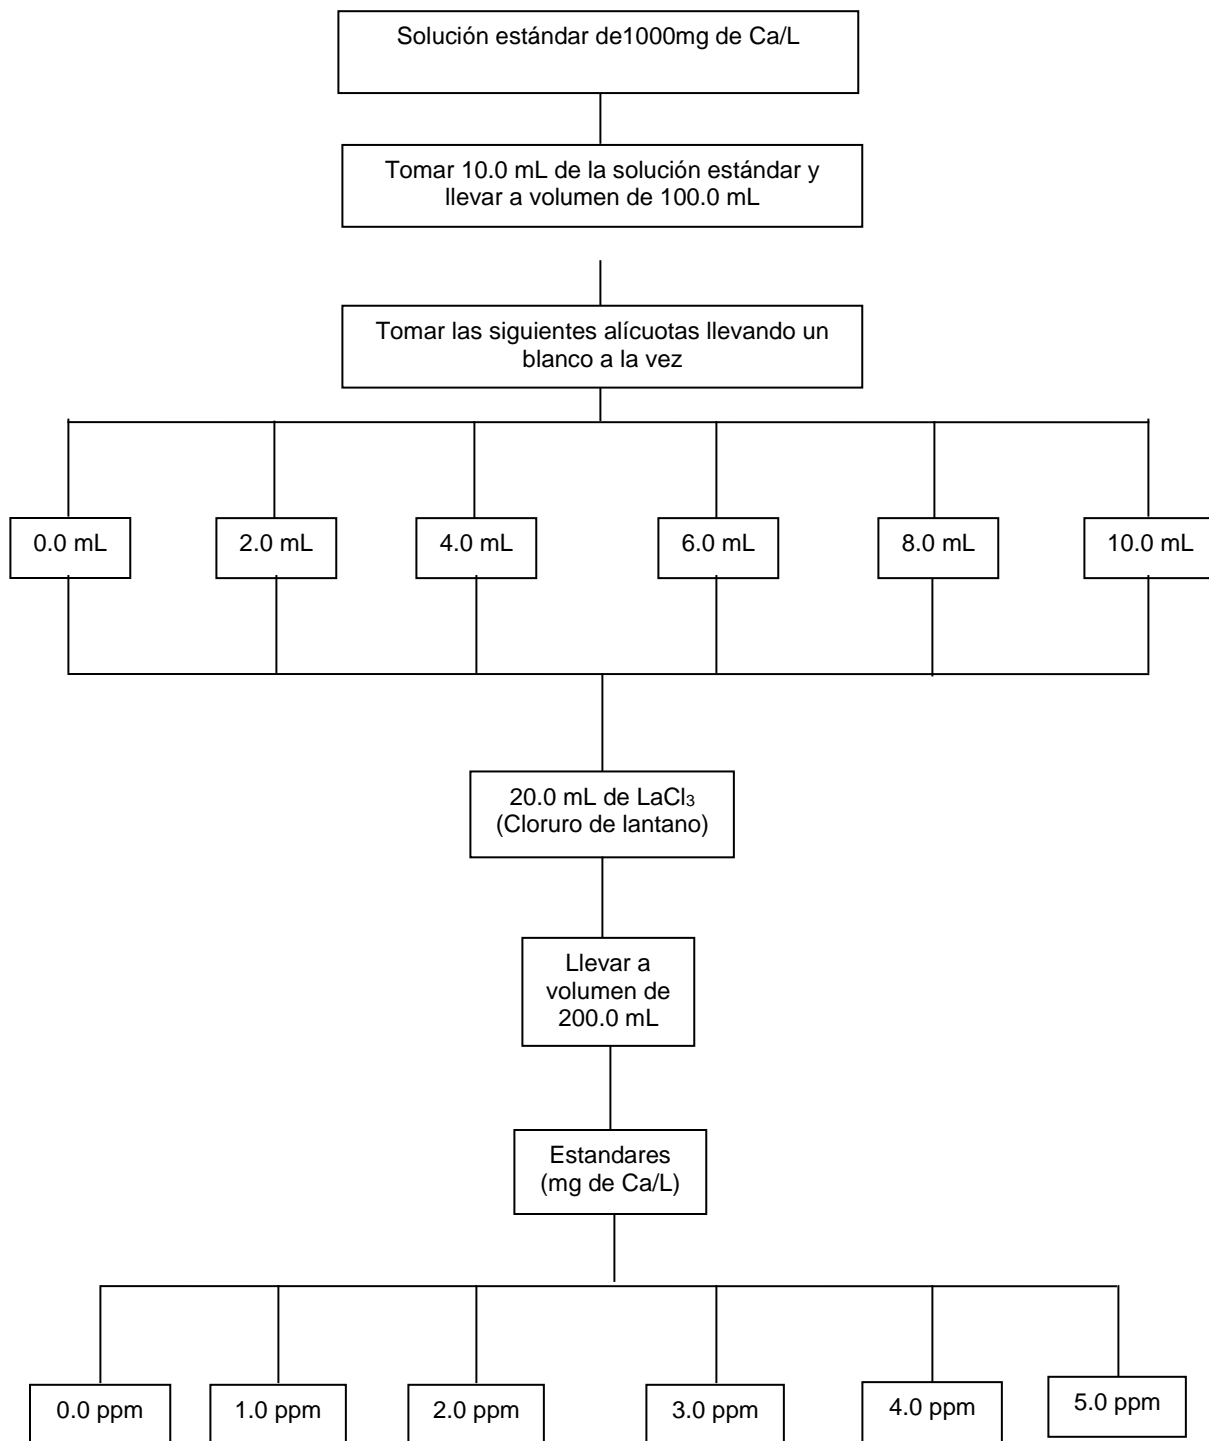 Solución estándar de1000mg de Ca/L
Tomar 10.0 mL de la solución estándar y
llevar a volumen de 100.0 mL
Tomar las siguientes alícuotas llevando un
blanco a la vez
0.0 mL
2.0 mL
4.0 mL
6.0 mL
8.0 mL
10.0 mL
20.0 mL de LaCl₃
(Cloruro de lantano)
Llevar a
volumen de
200.0 mL
Estandares
(mg de Ca/L)
0.0 ppm
1.0 ppm
2.0 ppm
3.0 ppm
4.0 ppm
5.0 ppm